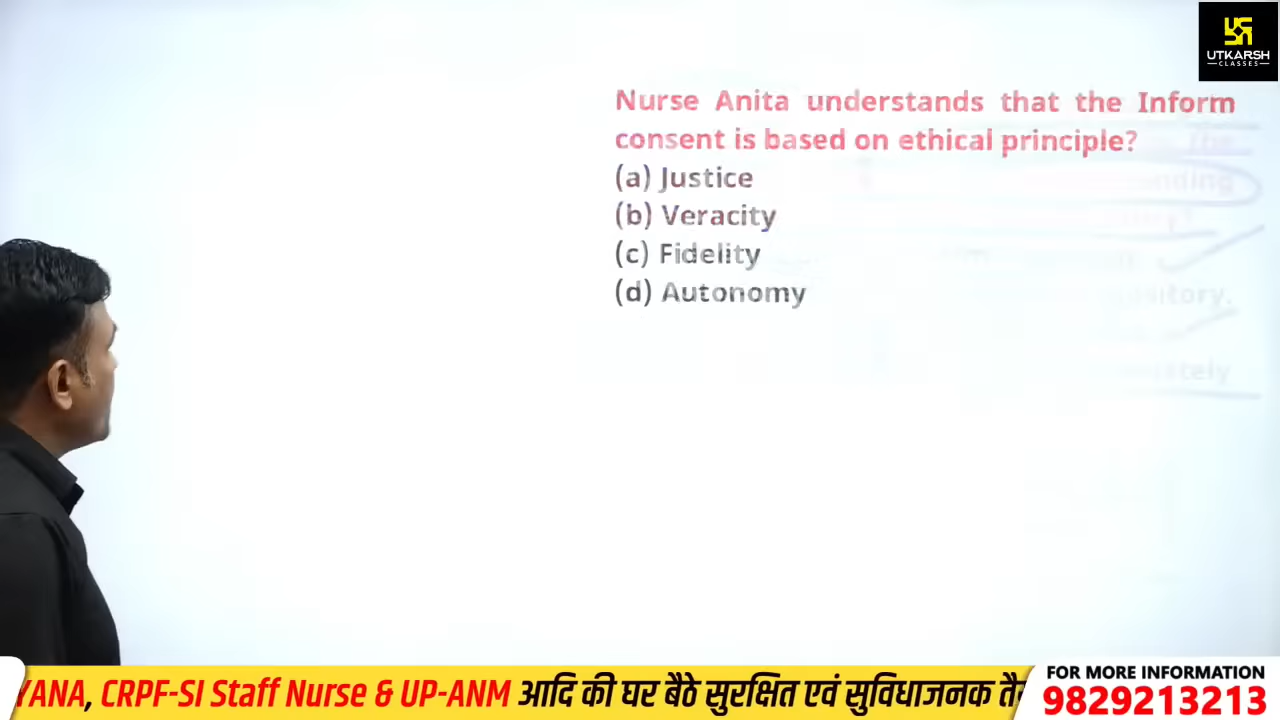 UTKARSH
CLASSES
Nurse Anita understands that the Inform
consent is based on ethical principle?
(a) Justice
(b) Veracity
(c) Fidelity
(d) Autonomy
YANA, CRPF-SI Staff Nurse & UP-ANM आदि की घर बैठे सुरक्षित एवं सुविधाजनक
FOR MORE INFORMATION
9829213213